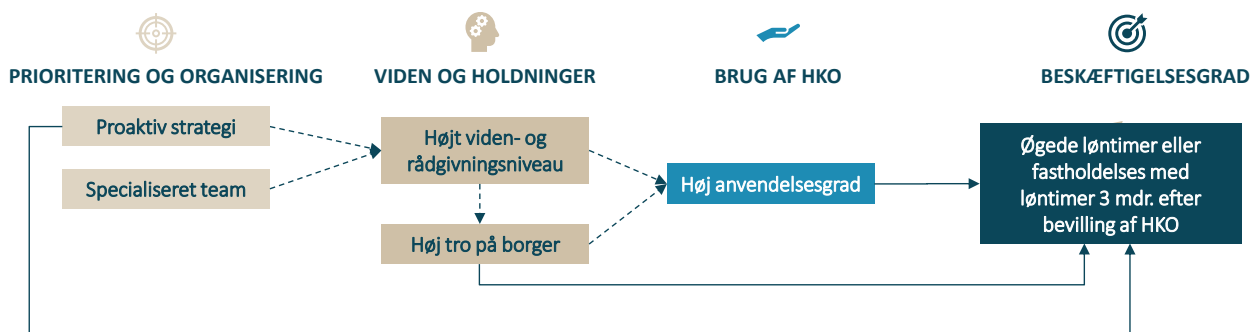 PRIORITERING OG ORGANISERING
VIDEN OG HOLDNINGER
BRUG AF HKO
BESKÆFTIGELSESGRAD
Proaktiv strategi
Specialiseret team
Højt viden- og
rådgivningsniveau
Høj tro på borger
Høj anvendelsesgrad
Øgede løntimer eller
fastholdelses med
løntimer 3 mdr. efter
bevilling af HKO